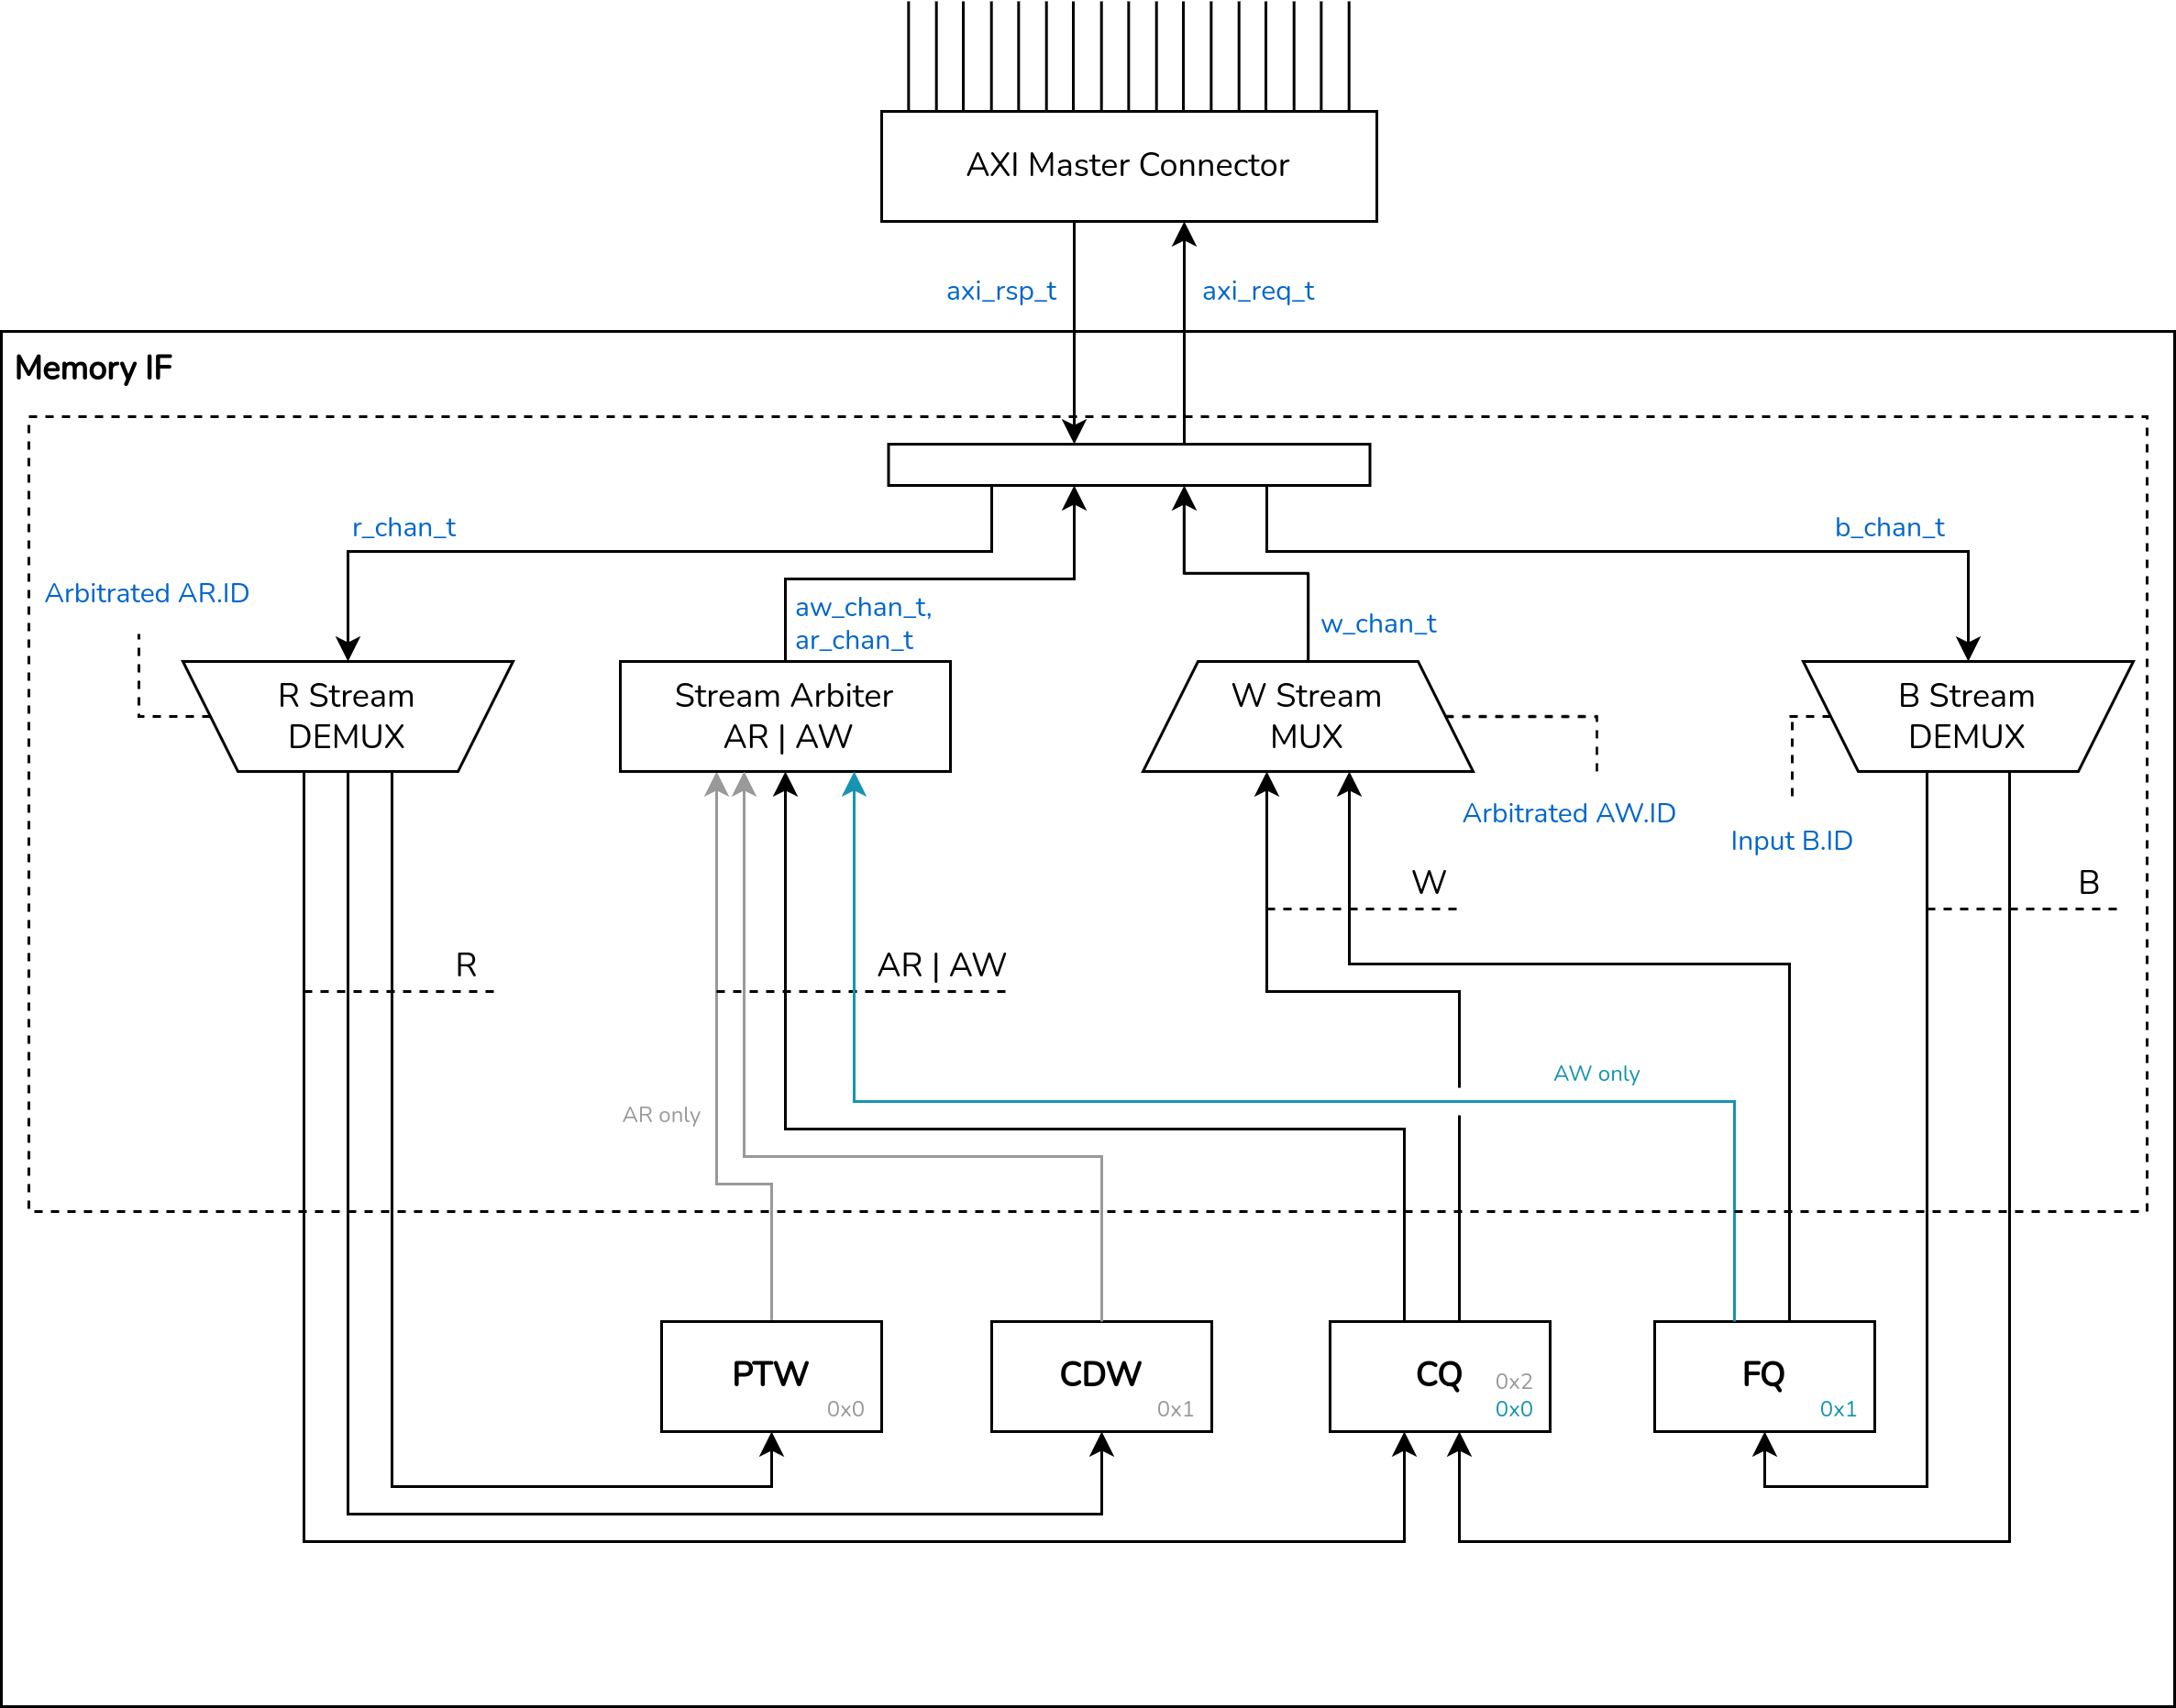 AXI Master Connector
axi_rsp_t
axi_req_t
Memory IF
r_chan_t
b_chan_t
Arbitrated AR.ID
aw_chan_t,
ar_chan_t
w_chan_t
R Stream
DEMUX
Stream Arbiter
AR | AW
W Stream
MUX
B Stream
DEMUX
Arbitrated AW.ID
Input B.ID
W
B
R
AR | AW
AW only
AR only
PTW
0x0
CDW
0x1
CQ
0x2
0x0
FQ
0x1